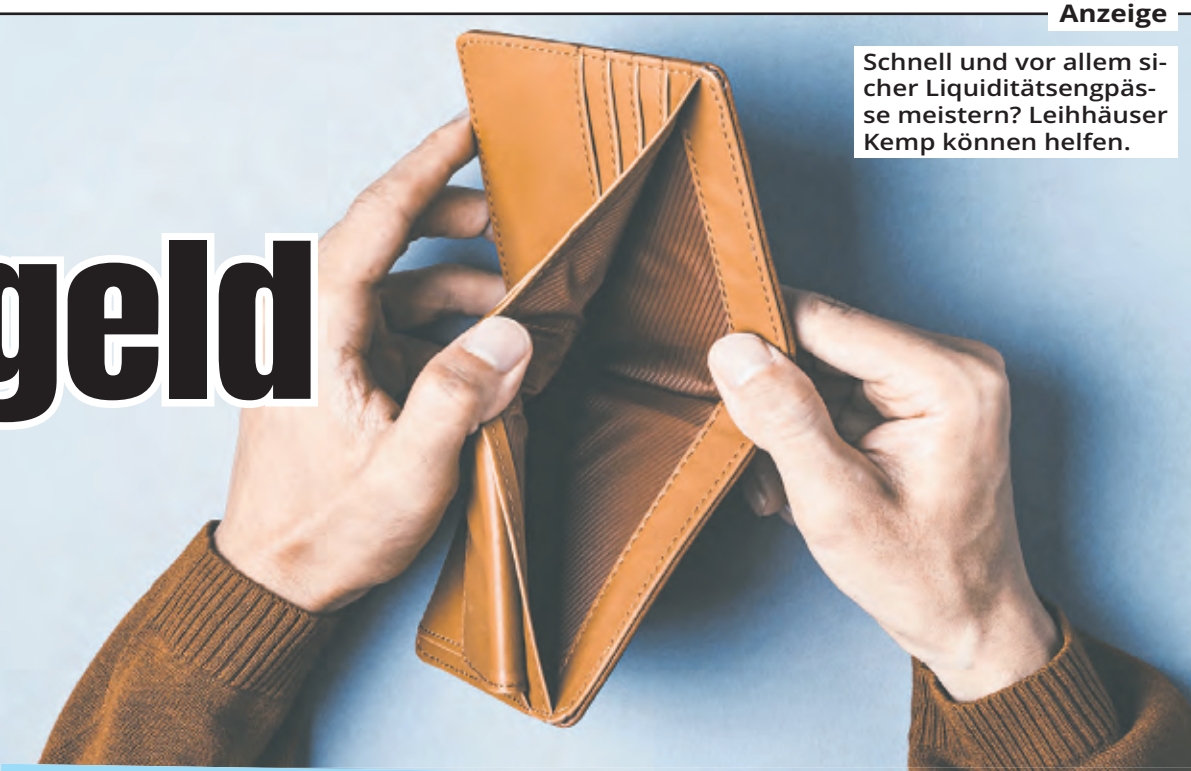 Anzeige
Schnell und vor allem si-
cher Liquiditätsengpäs-
se meistern? Leihhäuser
Kemp können helfen.
geld